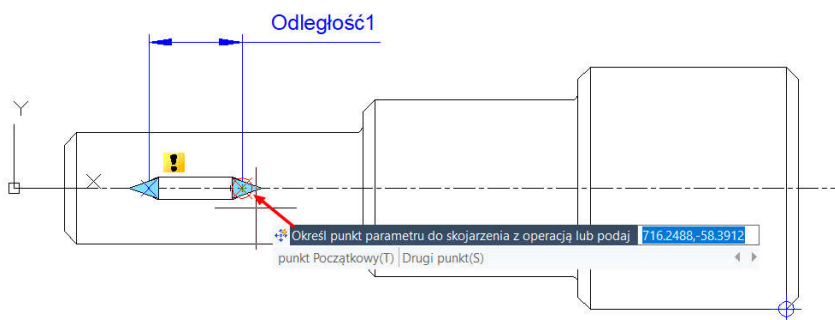 Odległość1
Y
X
!
Określ punkt parametru do skojarzenia z operacją lub podaj 716.2488,-58.3912
punkt Początkowy(T) Drugi punkt(S)